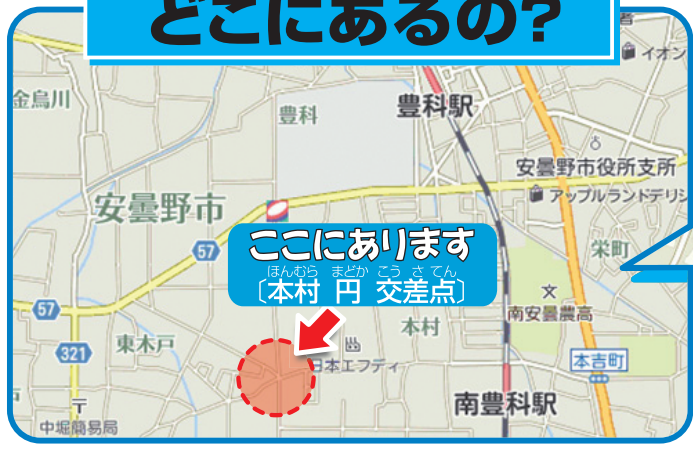 どこにあるの?
イオン
金烏川
豊科
豊科駅
安曇野市役所支所
アップルランドデリシ
安曇野市
57
栄町
ここにあります
ほんむら まどか こう さ てん
〔本村 円 交差点〕
57
南安曇農高
本村
321
東木戸
日本エフディ
本吉町
南豊科駅
〒
中堀簡易局